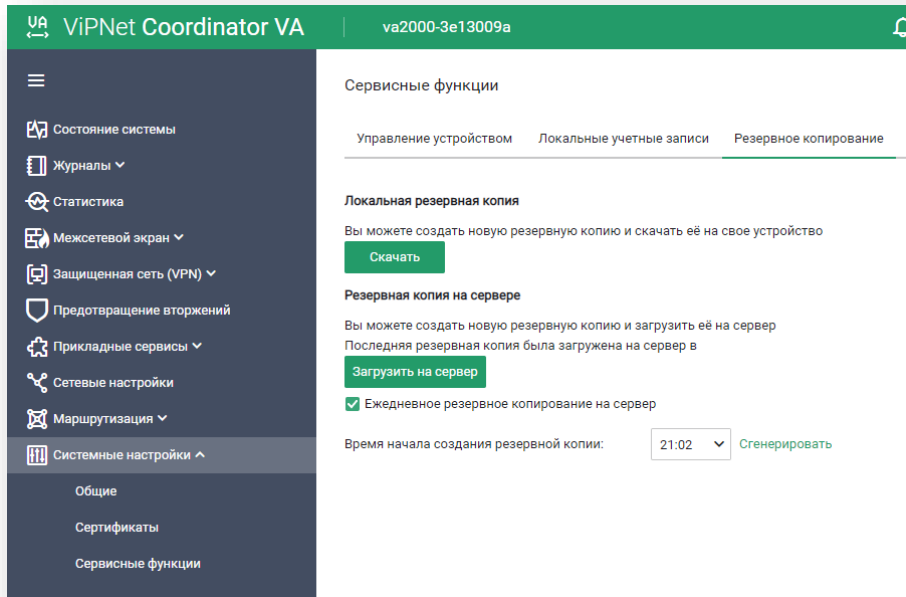 VA ViPNet Coordinator VA va2000-3e13009a
Сервисные функции
Управление устройством Локальные учетные записи Резервное копирование
Состояние системы
Журналы
Статистика
Межсетевой экран
Защищенная сеть (VPN)
Предотвращение вторжений
Прикладные сервисы
Сетевые настройки
Маршрутизация
Системные настройки
Общие
Сертификаты
Сервисные функции
Локальная резервная копия
Вы можете создать новую резервную копию и скачать её на свое устройство
Скачать
Резервная копия на сервере
Вы можете создать новую резервную копию и загрузить её на сервер
Последняя резервная копия была загружена на сервер в
Загрузить на сервер
Ежедневное резервное копирование на сервер
Время начала создания резервной копии: 21:02 Сгенерировать